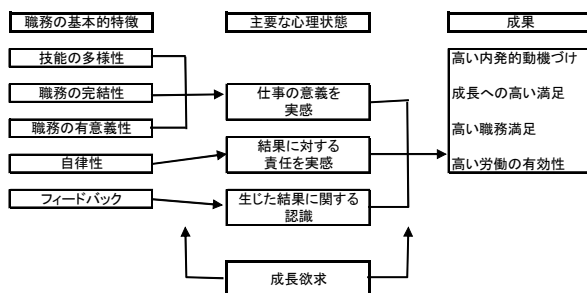 職務の基本的特徴
主要な心理状態
成果
技能の多様性
職務の完結性
職務の有意義性
自律性
フィードバック
仕事の意義を
実感
結果に対する
責任を実感
生じた結果に関する
認識
成長欲求
高い内発的動機づけ
成長への高い満足
高い職務満足
高い労働の有効性